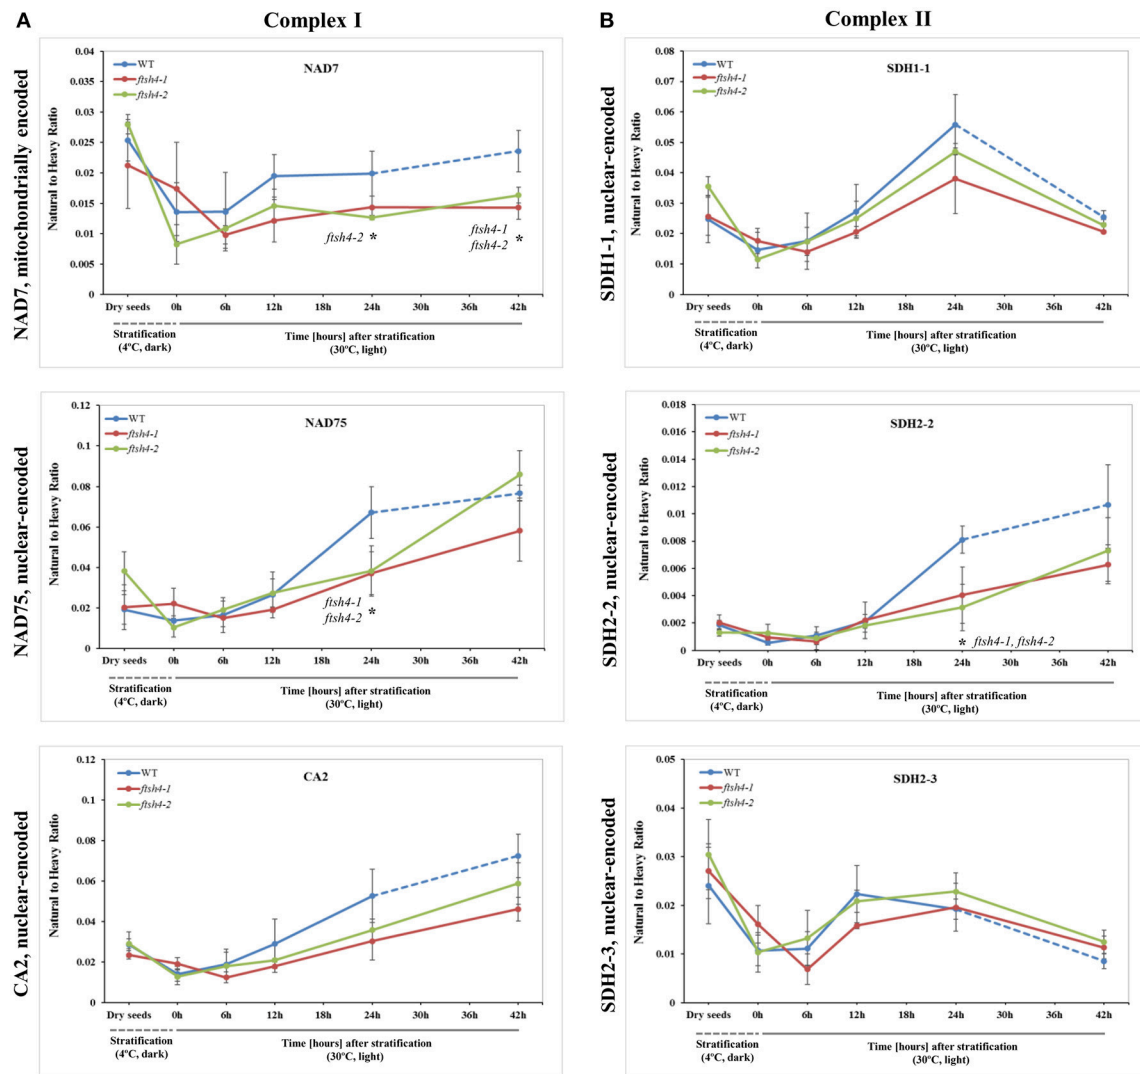 A
Complex I
NAD7, mitochondrially encoded
NAD7
WT
ftsh4-1
ftsh4-2
Natural to Heavy Ratio
0.04
0.035
0.03
0.025
0.02
0.015
0.01
0.005
0
ftsh4-2 *
ftsh4-1
ftsh4-2 *
Dry seeds 0h 6h 12h 18h 24h 30h 36h 42h
Stratification
(4ºC, dark)
Time [hours] after stratification
(30ºC, light)
NAD75, nuclear-encoded
NAD75
WT
ftsh4-1
ftsh4-2
Natural to Heavy Ratio
0.12
0.1
0.08
0.06
0.04
0.02
0
ftsh4-1
ftsh4-2 *
Dry seeds 0h 6h 12h 18h 24h 30h 36h 42h
Stratification
(4ºC, dark)
Time [hours] after stratification
(30ºC, light)
CA2, nuclear-encoded
CA2
WT
ftsh4-1
ftsh4-2
Natural to Heavy Ratio
0.12
0.1
0.08
0.06
0.04
0.02
0
Dry seeds 0h 6h 12h 18h 24h 30h 36h 42h
Stratification
(4ºC, dark)
Time [hours] after stratification
(30ºC, light)
B
Complex II
SDH1-1, nuclear-encoded
SDH1-1
WT
ftsh4-1
ftsh4-2
Natural to Heavy Ratio
0.08
0.07
0.06
0.05
0.04
0.03
0.02
0.01
0
Dry seeds 0h 6h 12h 18h 24h 30h 36h 42h
Stratification
(4ºC, dark)
Time [hours] after stratification
(30ºC, light)
SDH2-2, nuclear-encoded
SDH2-2
WT
ftsh4-1
ftsh4-2
Natural to Heavy Ratio
0.018
0.016
0.014
0.012
0.01
0.008
0.006
0.004
0.002
0
* ftsh4-1, ftsh4-2
Dry seeds 0h 6h 12h 18h 24h 30h 36h 42h
Stratification
(4ºC, dark)
Time [hours] after stratification
(30ºC, light)
SDH2-3, nuclear-encoded
SDH2-3
WT
ftsh4-1
ftsh4-2
Natural to Heavy Ratio
0.05
0.04
0.03
0.02
0.01
0
Dry seeds 0h 6h 12h 18h 24h 30h 36h 42h
Stratification
(4ºC, dark)
Time [hours] after stratification
(30ºC, light)